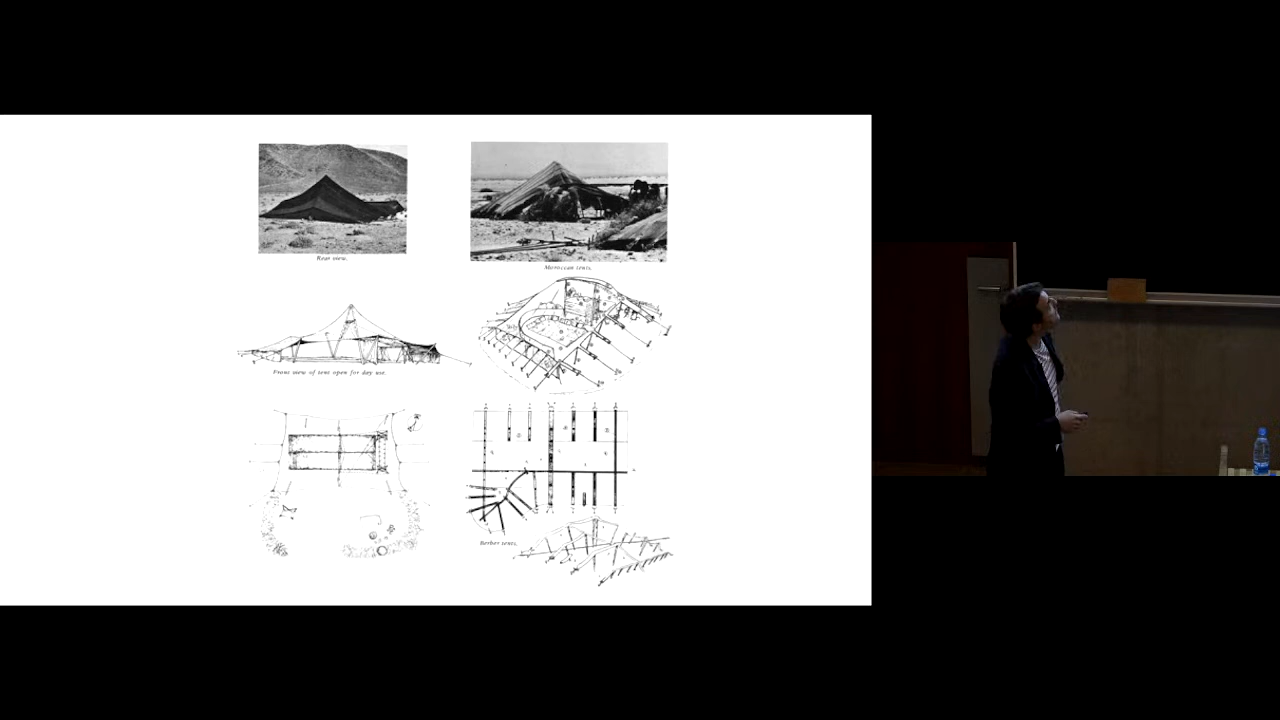 Rear view.
Moroccan tents.
Front view of tent open for day use.
Berber tents.